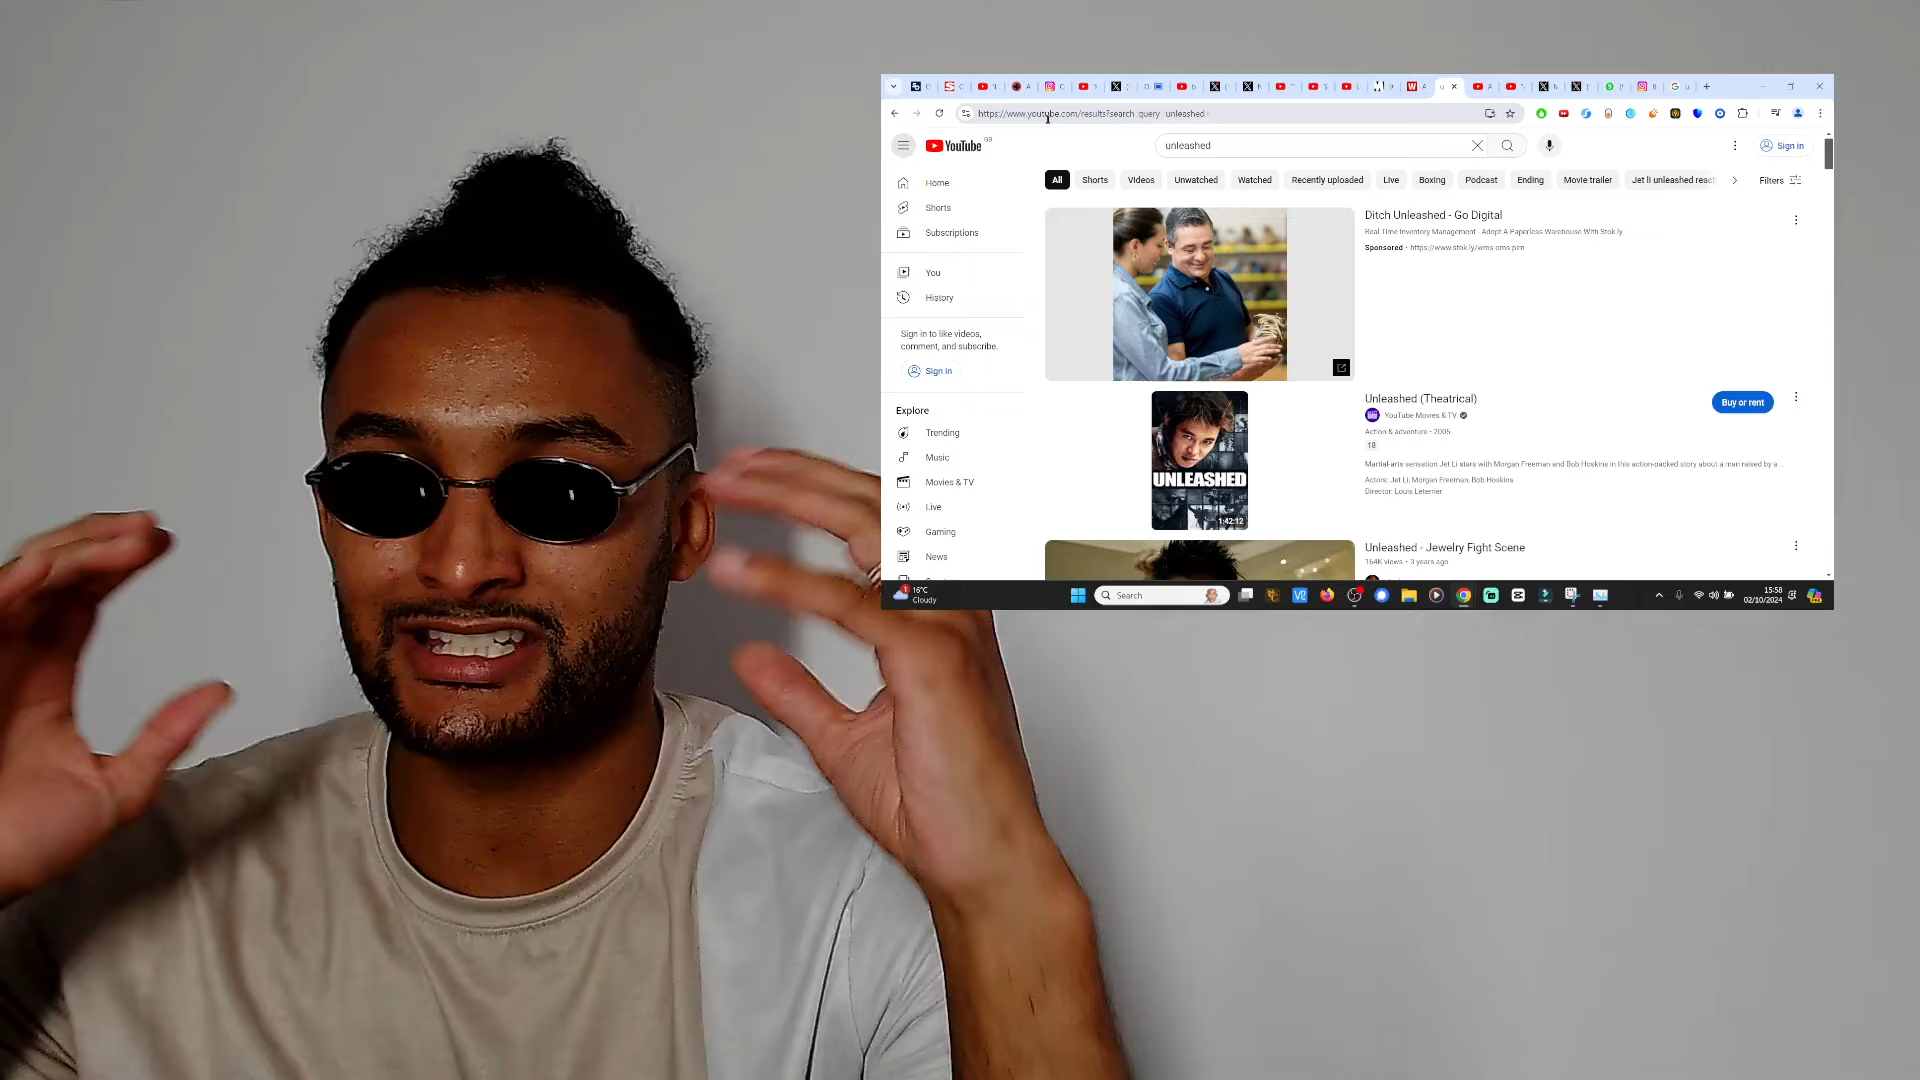 https://www.youtube.com/results?search_query=unleashed
YouTube GB
unleashed
Sign in
Home
Shorts
Subscriptions
You
History
Sign in to like videos,
comment, and subscribe.
Sign in
Explore
Trending
Music
Movies & TV
Live
Gaming
News
All
Shorts
Videos
Unwatched
Watched
Recently uploaded
Live
Boxing
Podcast
Ending
Movie trailer
Jet li unleashed react
Filters
Ditch Unleashed - Go Digital
Real Time Inventory Management - Adopt A Paperless Warehouse With Stok.ly
Sponsored · https://www.stok.ly/wms-oms-pim
UNLEASHED
1:42:12
Unleashed (Theatrical)
YouTube Movies & TV
Action & adventure · 2005
18
Martial-arts sensation Jet Li stars with Morgan Freeman and Bob Hoskins in this action-packed story about a man raised by a ...
Actors: Jet Li, Morgan Freeman, Bob Hoskins
Director: Louis Leterrier
Buy or rent
Unleashed - Jewelry Fight Scene
164K views · 3 years ago
1
16°C
Cloudy
Search
15:58
02/10/2024